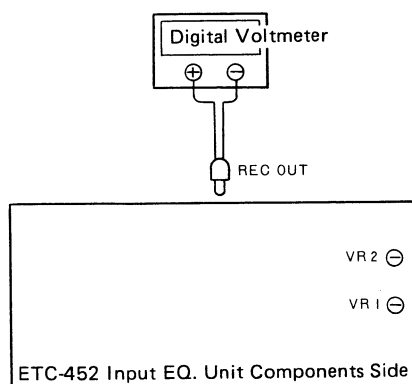 Digital Voltmeter
+ −
REC OUT
VR 2
VR 1
ETC-452 Input EQ. Unit Components Side